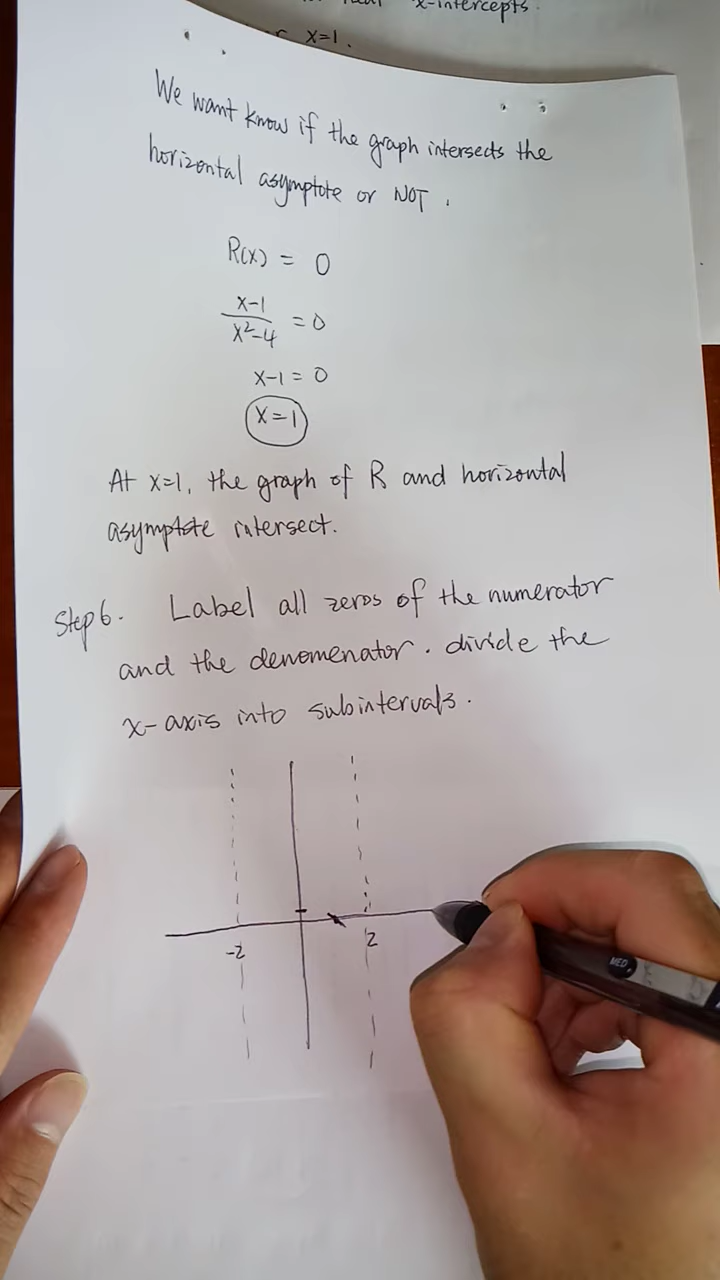 x-intercepts.
x=1.
We want know if the graph intersects the
horizontal asymptote or NOT.
R(x) = 0
x-1
x²-4 = 0
x-1 = 0
x=1
At x=1, the graph of R and horizontal
asymptote intersect.
Step 6. Label all zeros of the numerator
and the denomenator. divide the
x-axis into subintervals.
-2 2
MED